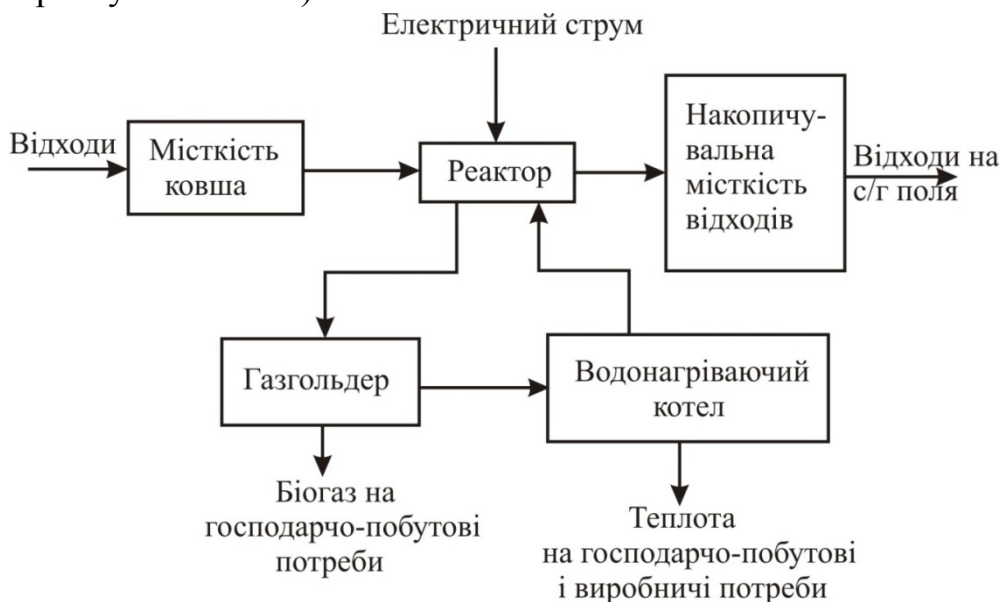 Електричний струм
Відходи
Місткість
ковша
Реактор
Накопичу-
вальна
місткість
відходів
Відходи на
с/г поля
Газгольдер
Водонагріваючий
котел
Біогаз на
господарчо-побутові
потреби
Теплота
на господарчо-побутові
і виробничі потреби